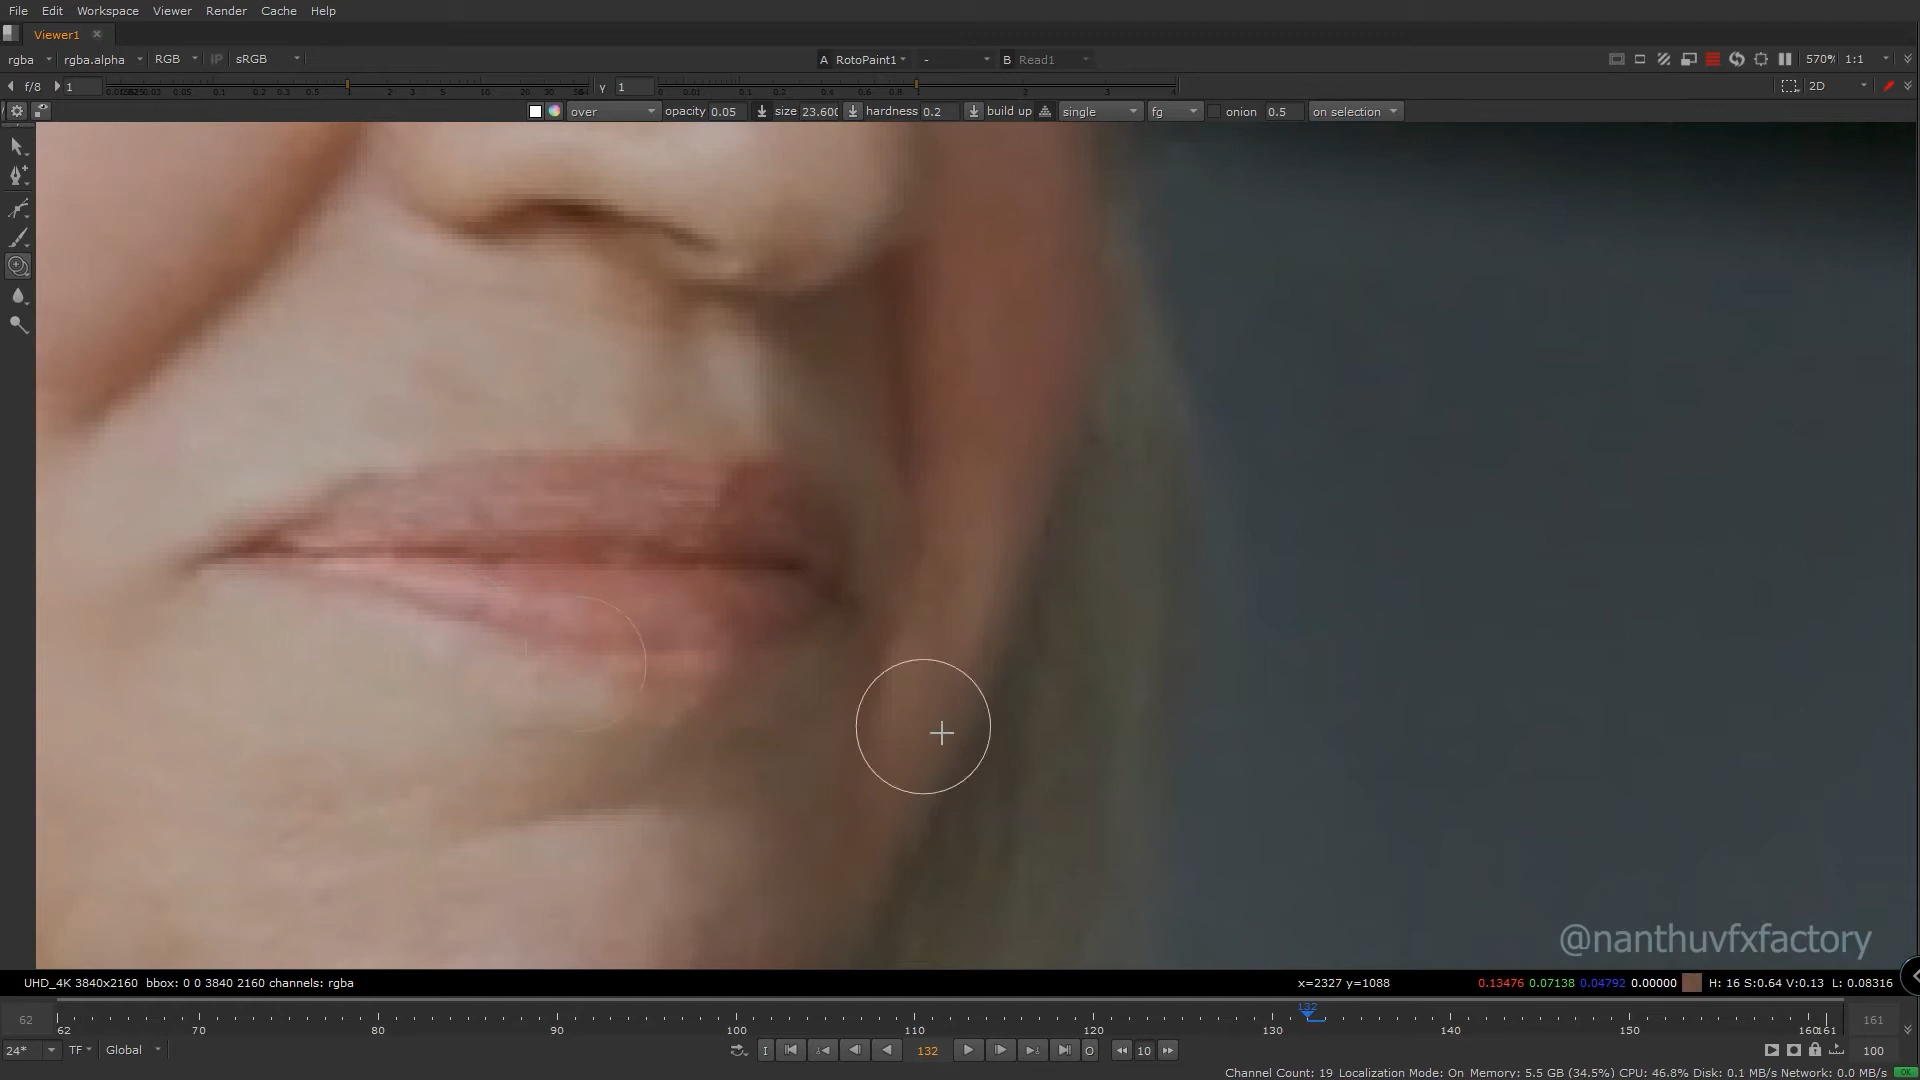 File Edit Workspace Viewer Render Cache Help
Viewer1
rgba rgba.alpha RGB IP sRGB A RotoPaint1 - B Read1 570% 1:1
f/8 1 Y 1 2D
over opacity 0.05 size 23.600 hardness 0.2 build up single fg onion 0.5 on selection
@nanthuvfxfactory
UHD_4K 3840x2160 bbox: 0 0 3840 2160 channels: rgba x=2327 y=1088 0.13476 0.07138 0.04792 0.00000 H: 16 S:0.64 V:0.13 L: 0.08316
132
62 62 70 80 90 100 110 120 130 140 150 160 161 161
24* TF Global I 132 O 10 100
Channel Count: 19 Localization Mode: On Memory: 5.5 GB (34.5%) CPU: 46.8% Disk: 0.1 MB/s Network: 0.0 MB/s OK